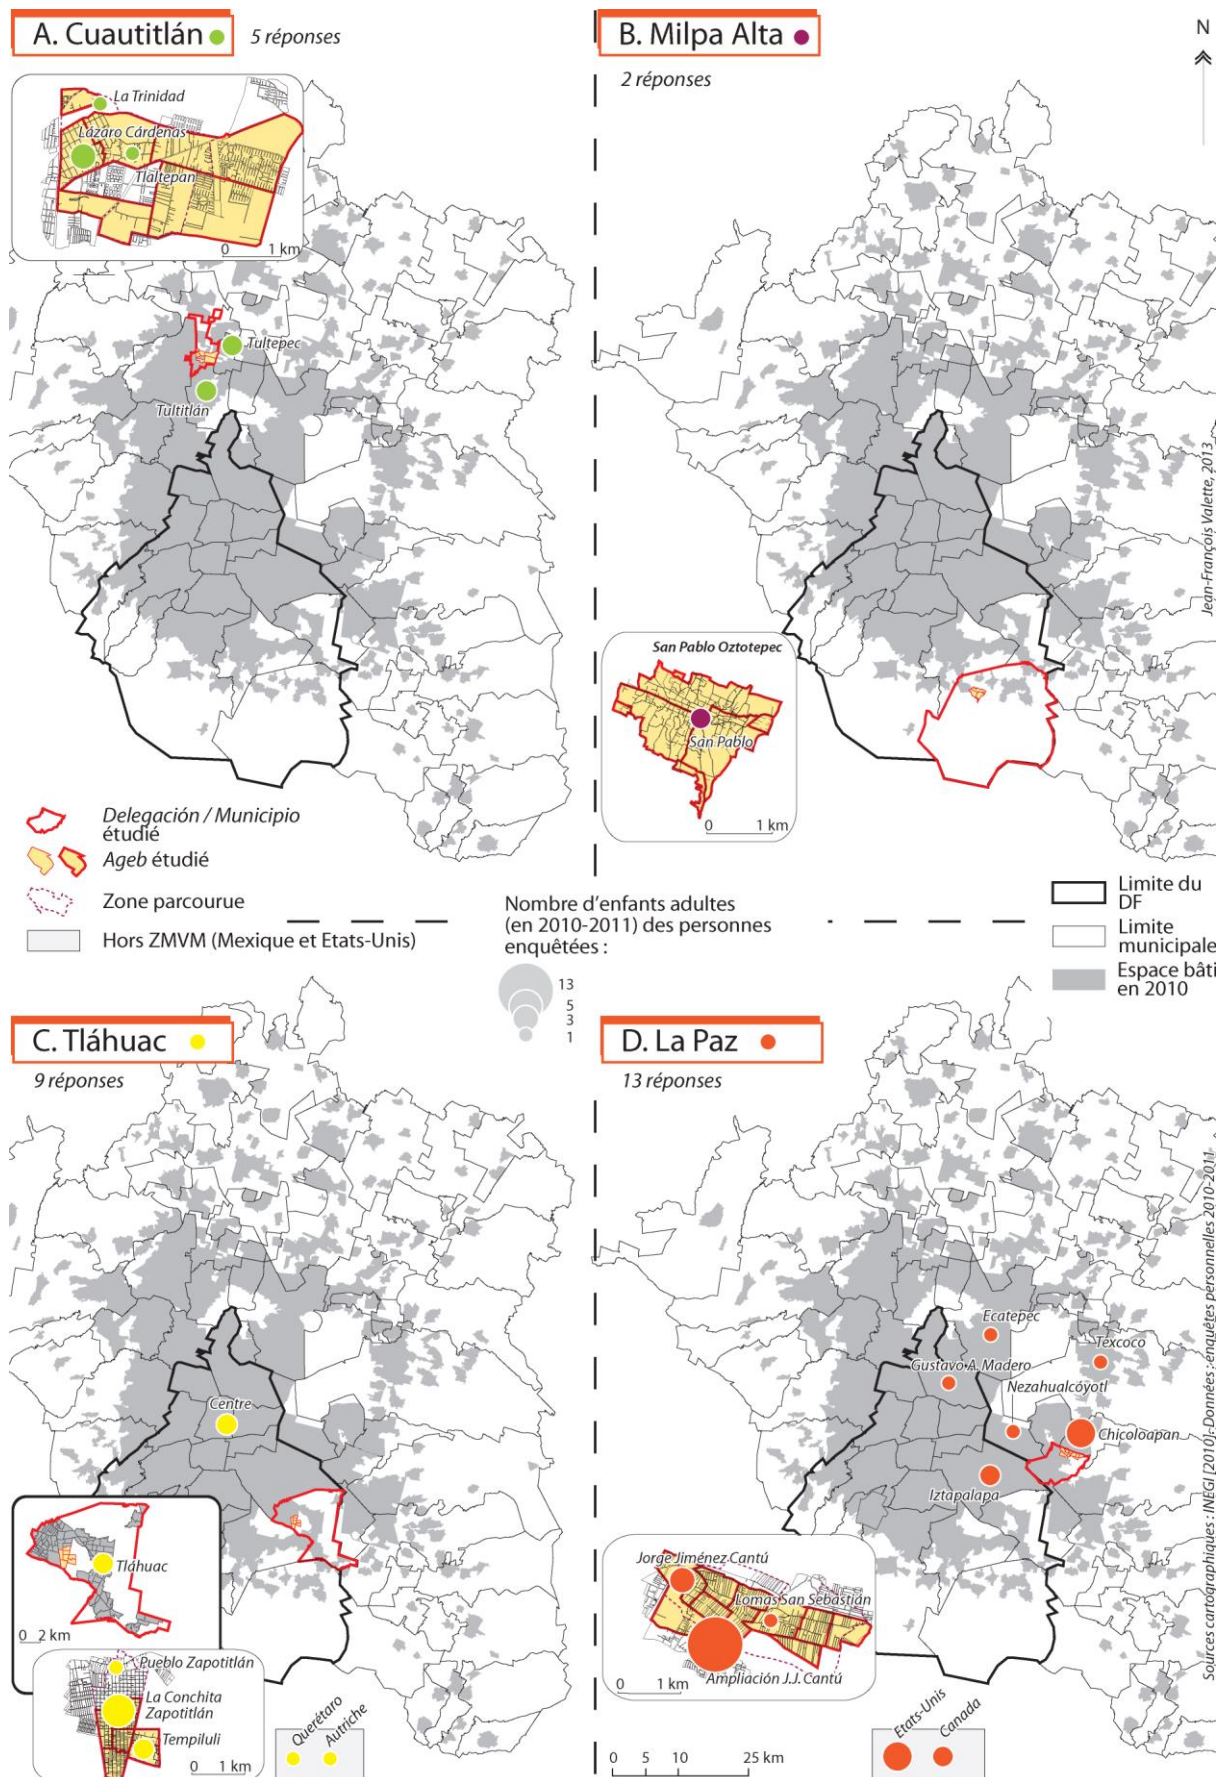 A. Cuautitlán
5 réponses
La Trinidad
Lázaro Cárdenas
Tlaltepan
0 1 km
Tultepec
Tultitlán
B. Milpa Alta
2 réponses
N
Jean-François Valette, 2013
San Pablo Oztotepec
San Pablo
0 1 km
Delegación / Municipio
étudié
Ageb étudié
Zone parcourue
Hors ZMVM (Mexique et Etats-Unis)
Nombre d'enfants adultes
(en 2010-2011) des personnes
enquêtées :
13
5
3
1
Limite du
DF
Limite
municipale
Espace bâti
en 2010
C. Tláhuac
9 réponses
Centre
Tláhuac
0 2 km
Pueblo Zapotitlán
La Conchita
Zapotitlán
Tempiluli
0 1 km
Querétaro
Autriche
D. La Paz
13 réponses
Ecatepec
Texcoco
Gustavo A. Madero
Nezahualcóyotl
Chicoloapan
Iztapalapa
Jorge Jiménez Cantú
Lomas San Sebastián
Ampliación J.J. Cantú
0 1 km
Etats-Unis
Canada
0 5 10 25 km
Sources cartographiques : INEGI [2010]. Données : enquêtes personnelles 2010-2011